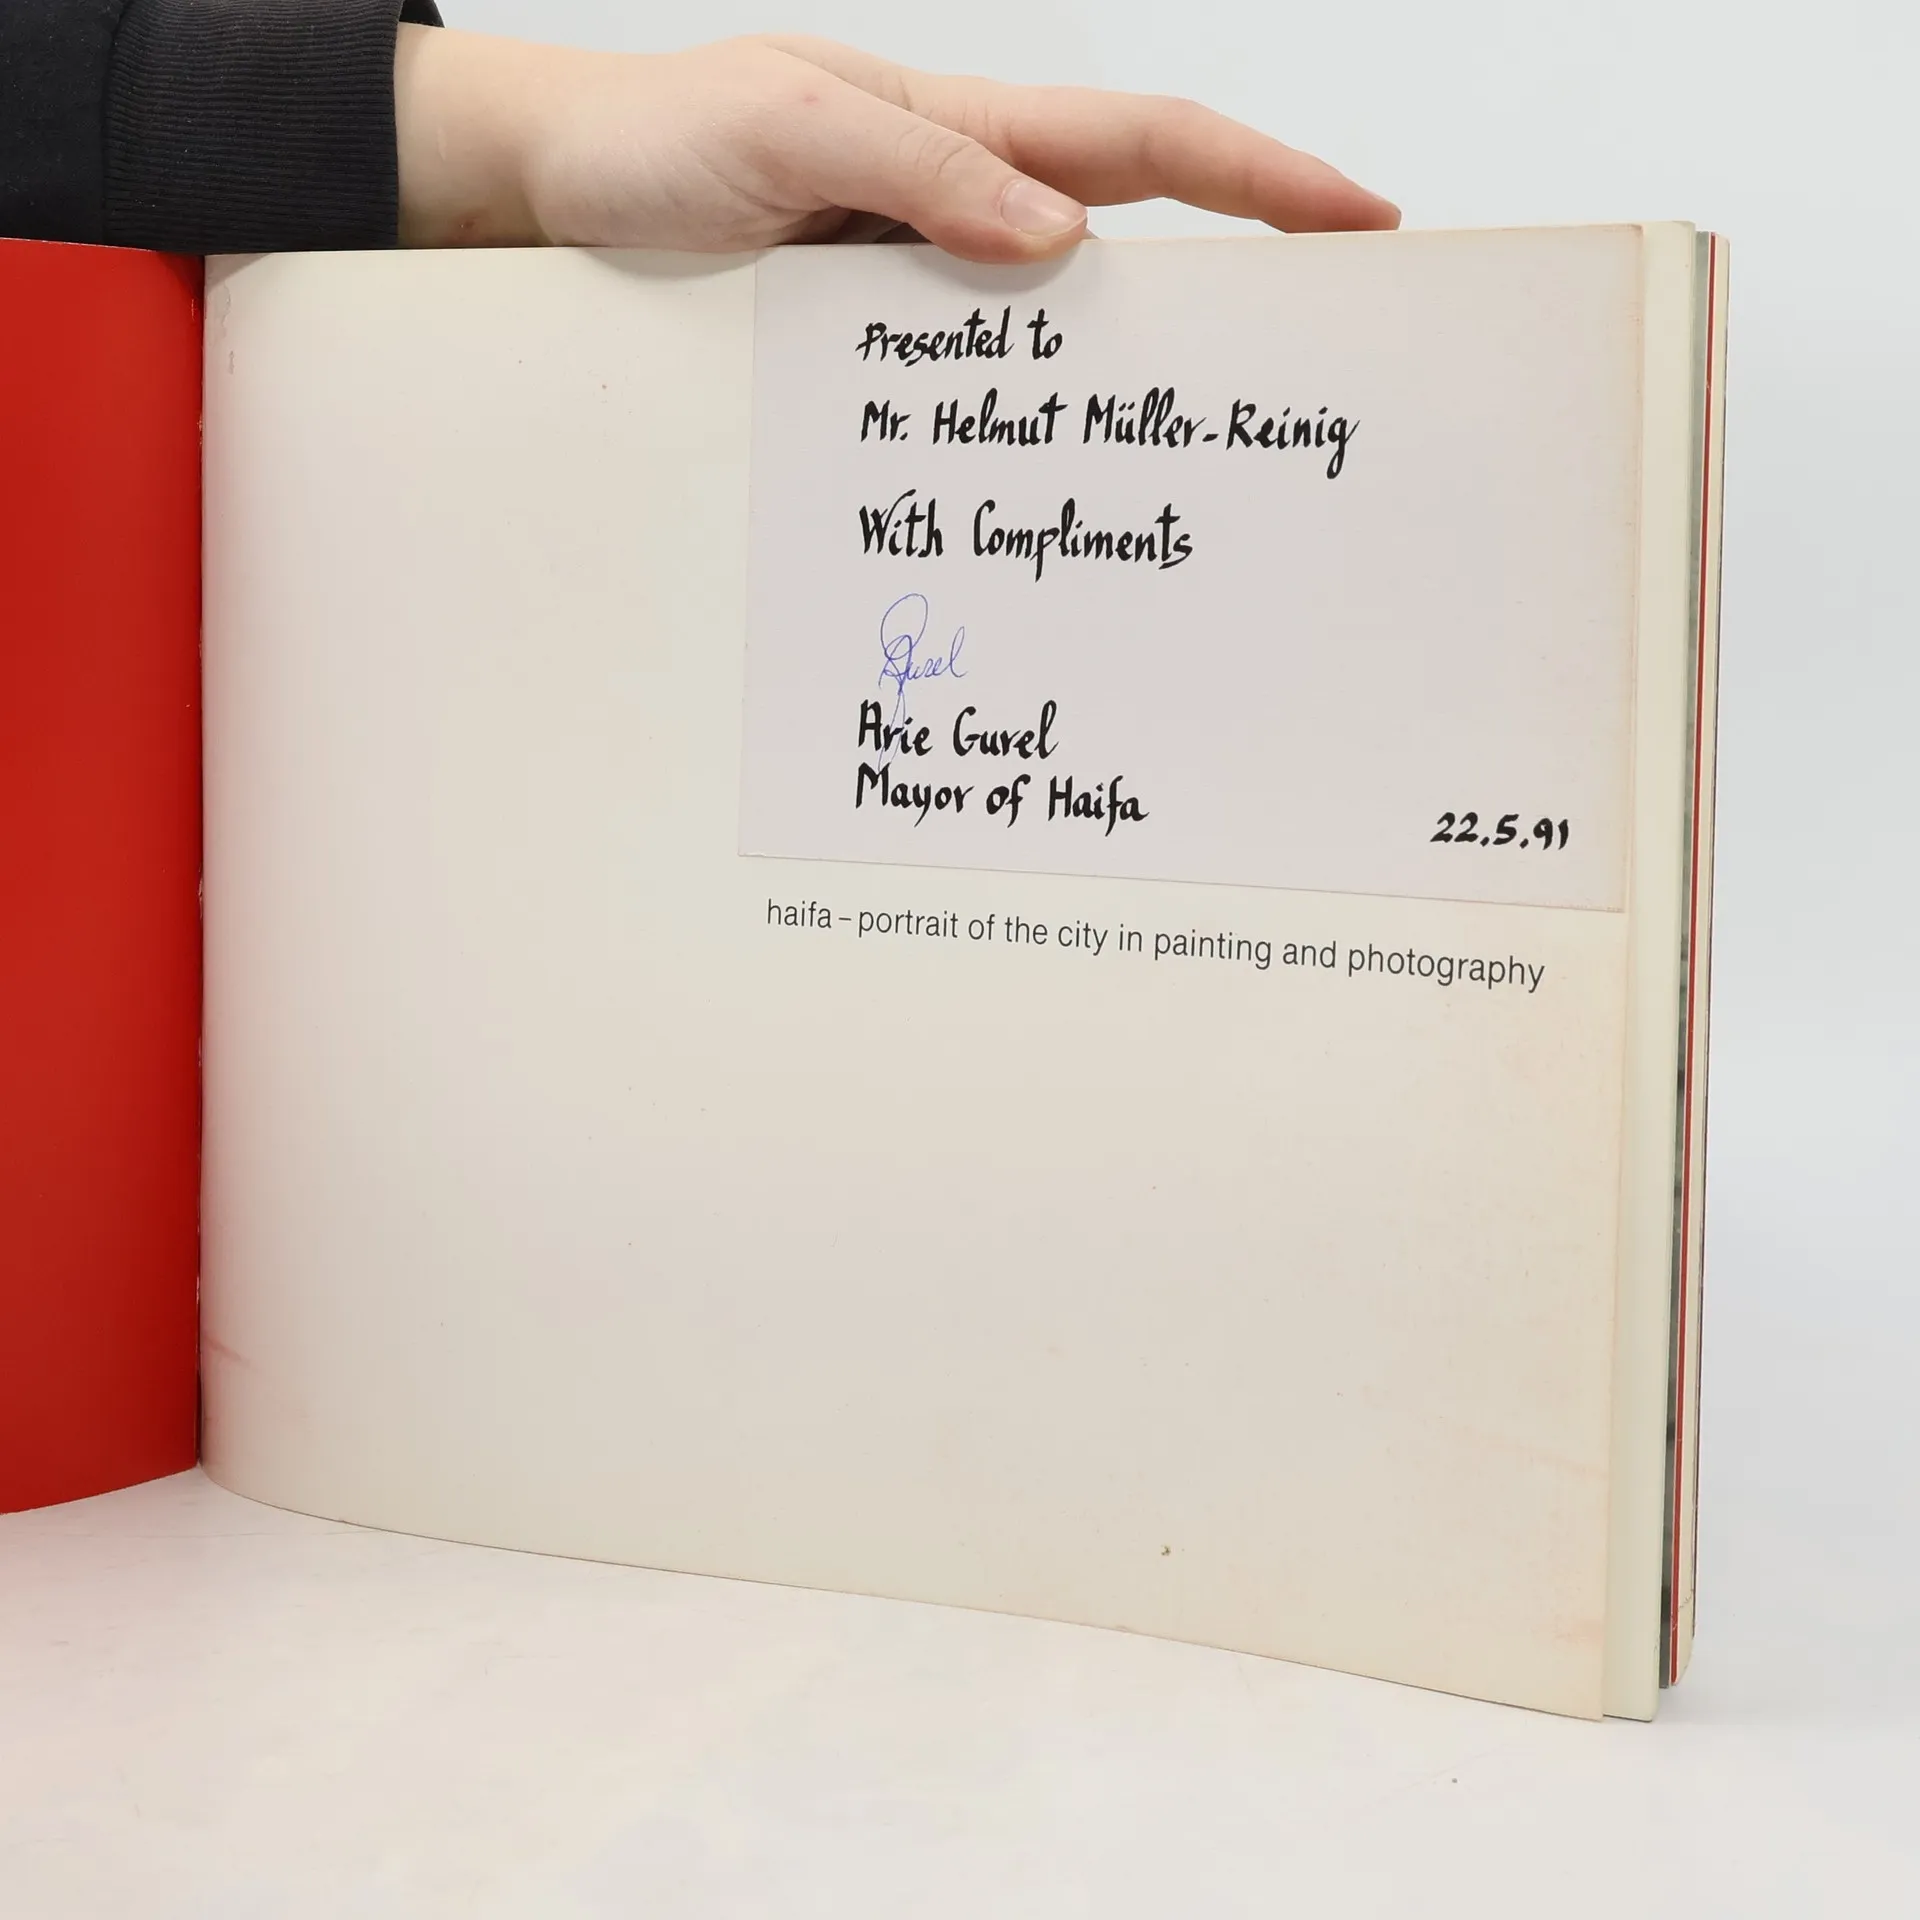 Presented to
Mr. Helmut Müller-Reinig
With Compliments
Gurel
Arie Gurel
Mayor of Haifa
22.5.91
haifa – portrait of the city in painting and photography